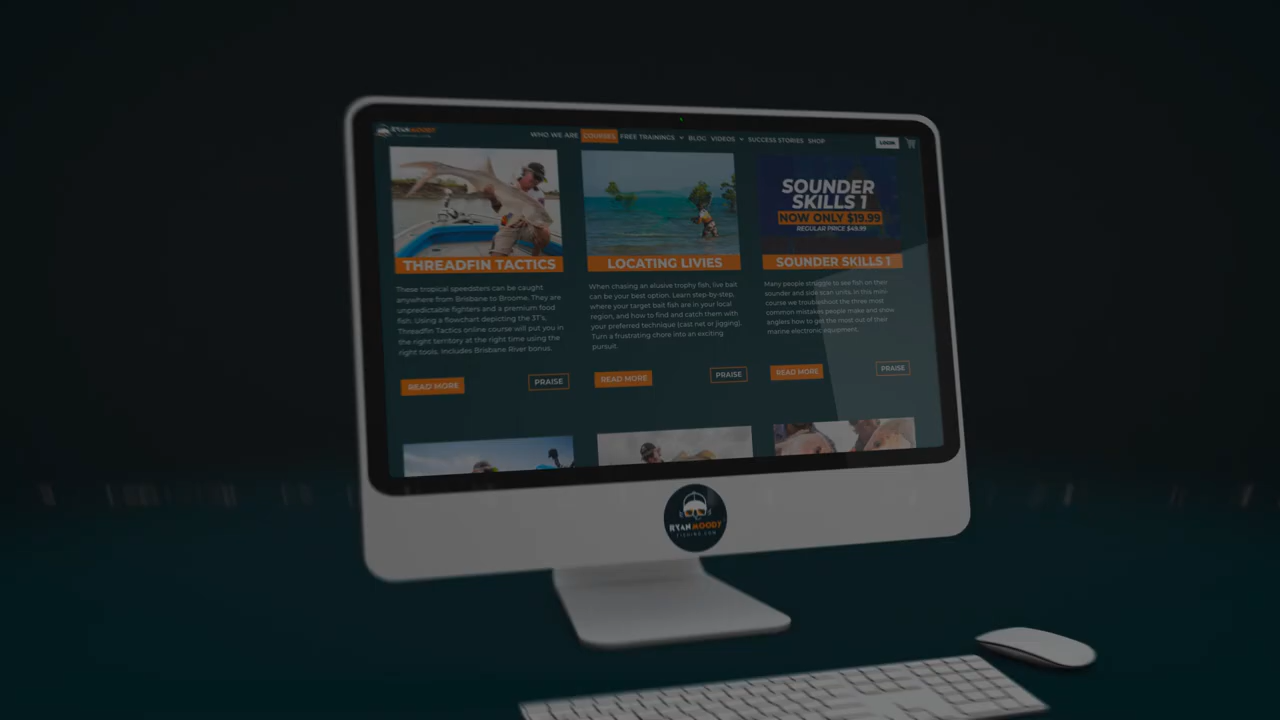 RYANMOODY
WHO WE ARE COURSES FREE TRAININGS BLOG VIDEOS SUCCESS STORIES SHOP
LOGIN
THREADFIN TACTICS
These tropical speedsters can be caught
anywhere from Brisbane to Broome. They are
unpredictable fighters and a premium food
fish. Using a flowchart depicting the 3T's,
Threadfin Tactics online course will put you in
the right territory at the right time using the
right tools. Includes Brisbane River bonus.
READ MORE PRAISE
LOCATING LIVIES
When chasing an elusive trophy fish, live bait
can be your best option. Learn step-by-step,
where your target bait fish are in your local
region, and how to find and catch them with
your preferred technique (cast net or jigging).
Turn a frustrating chore into an exciting
pursuit.
READ MORE PRAISE
SOUNDER
SKILLS 1
NOW ONLY $19.99
REGULAR PRICE $49.99
SOUNDER SKILLS 1
Many people struggle to see fish on their
sounder and side scan units. In this mini-
course we troubleshoot the three most
common mistakes people make and show
anglers how to get the most out of their
marine electronic equipment.
READ MORE PRAISE
RYANMOODY
FISHING.COM